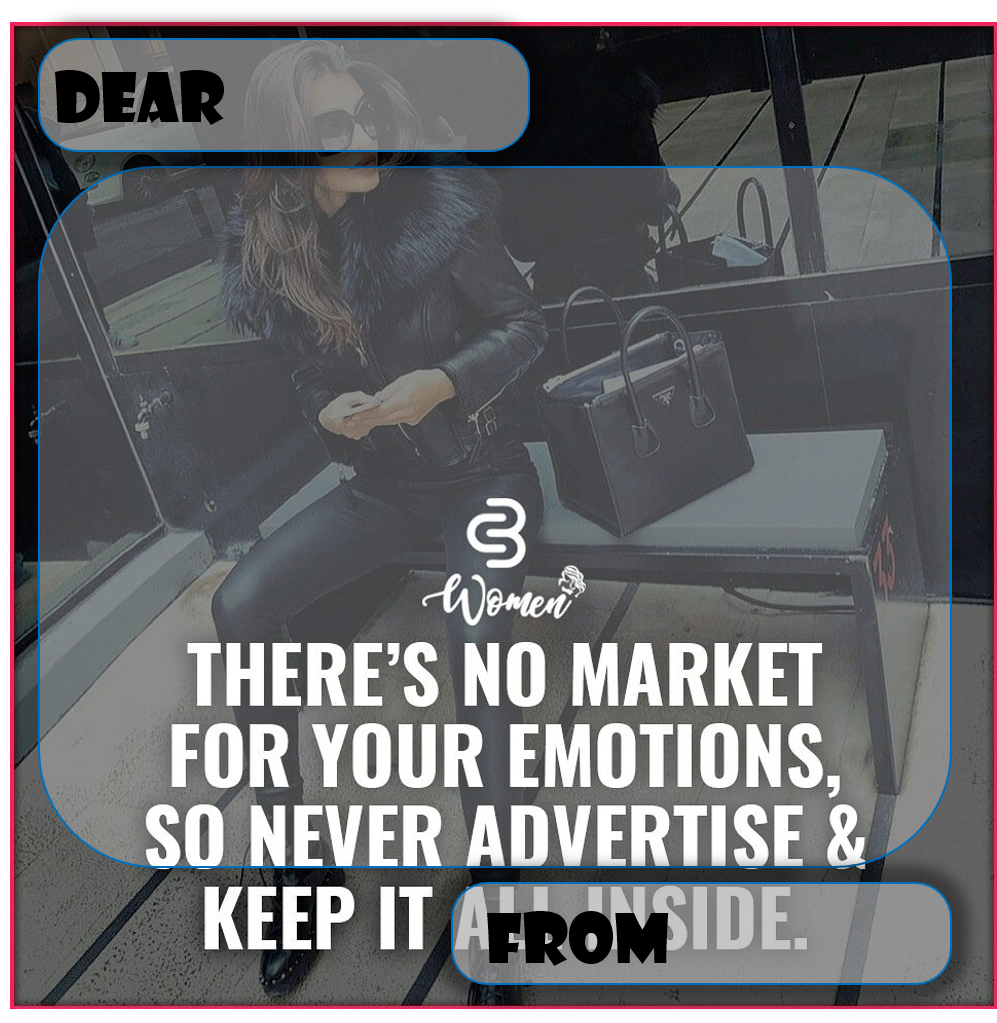 DEAR
Women
THERE'S NO MARKET
FOR YOUR EMOTIONS,
SO NEVER ADVERTISE &
KEEP IT ALL INSIDE.
FROM